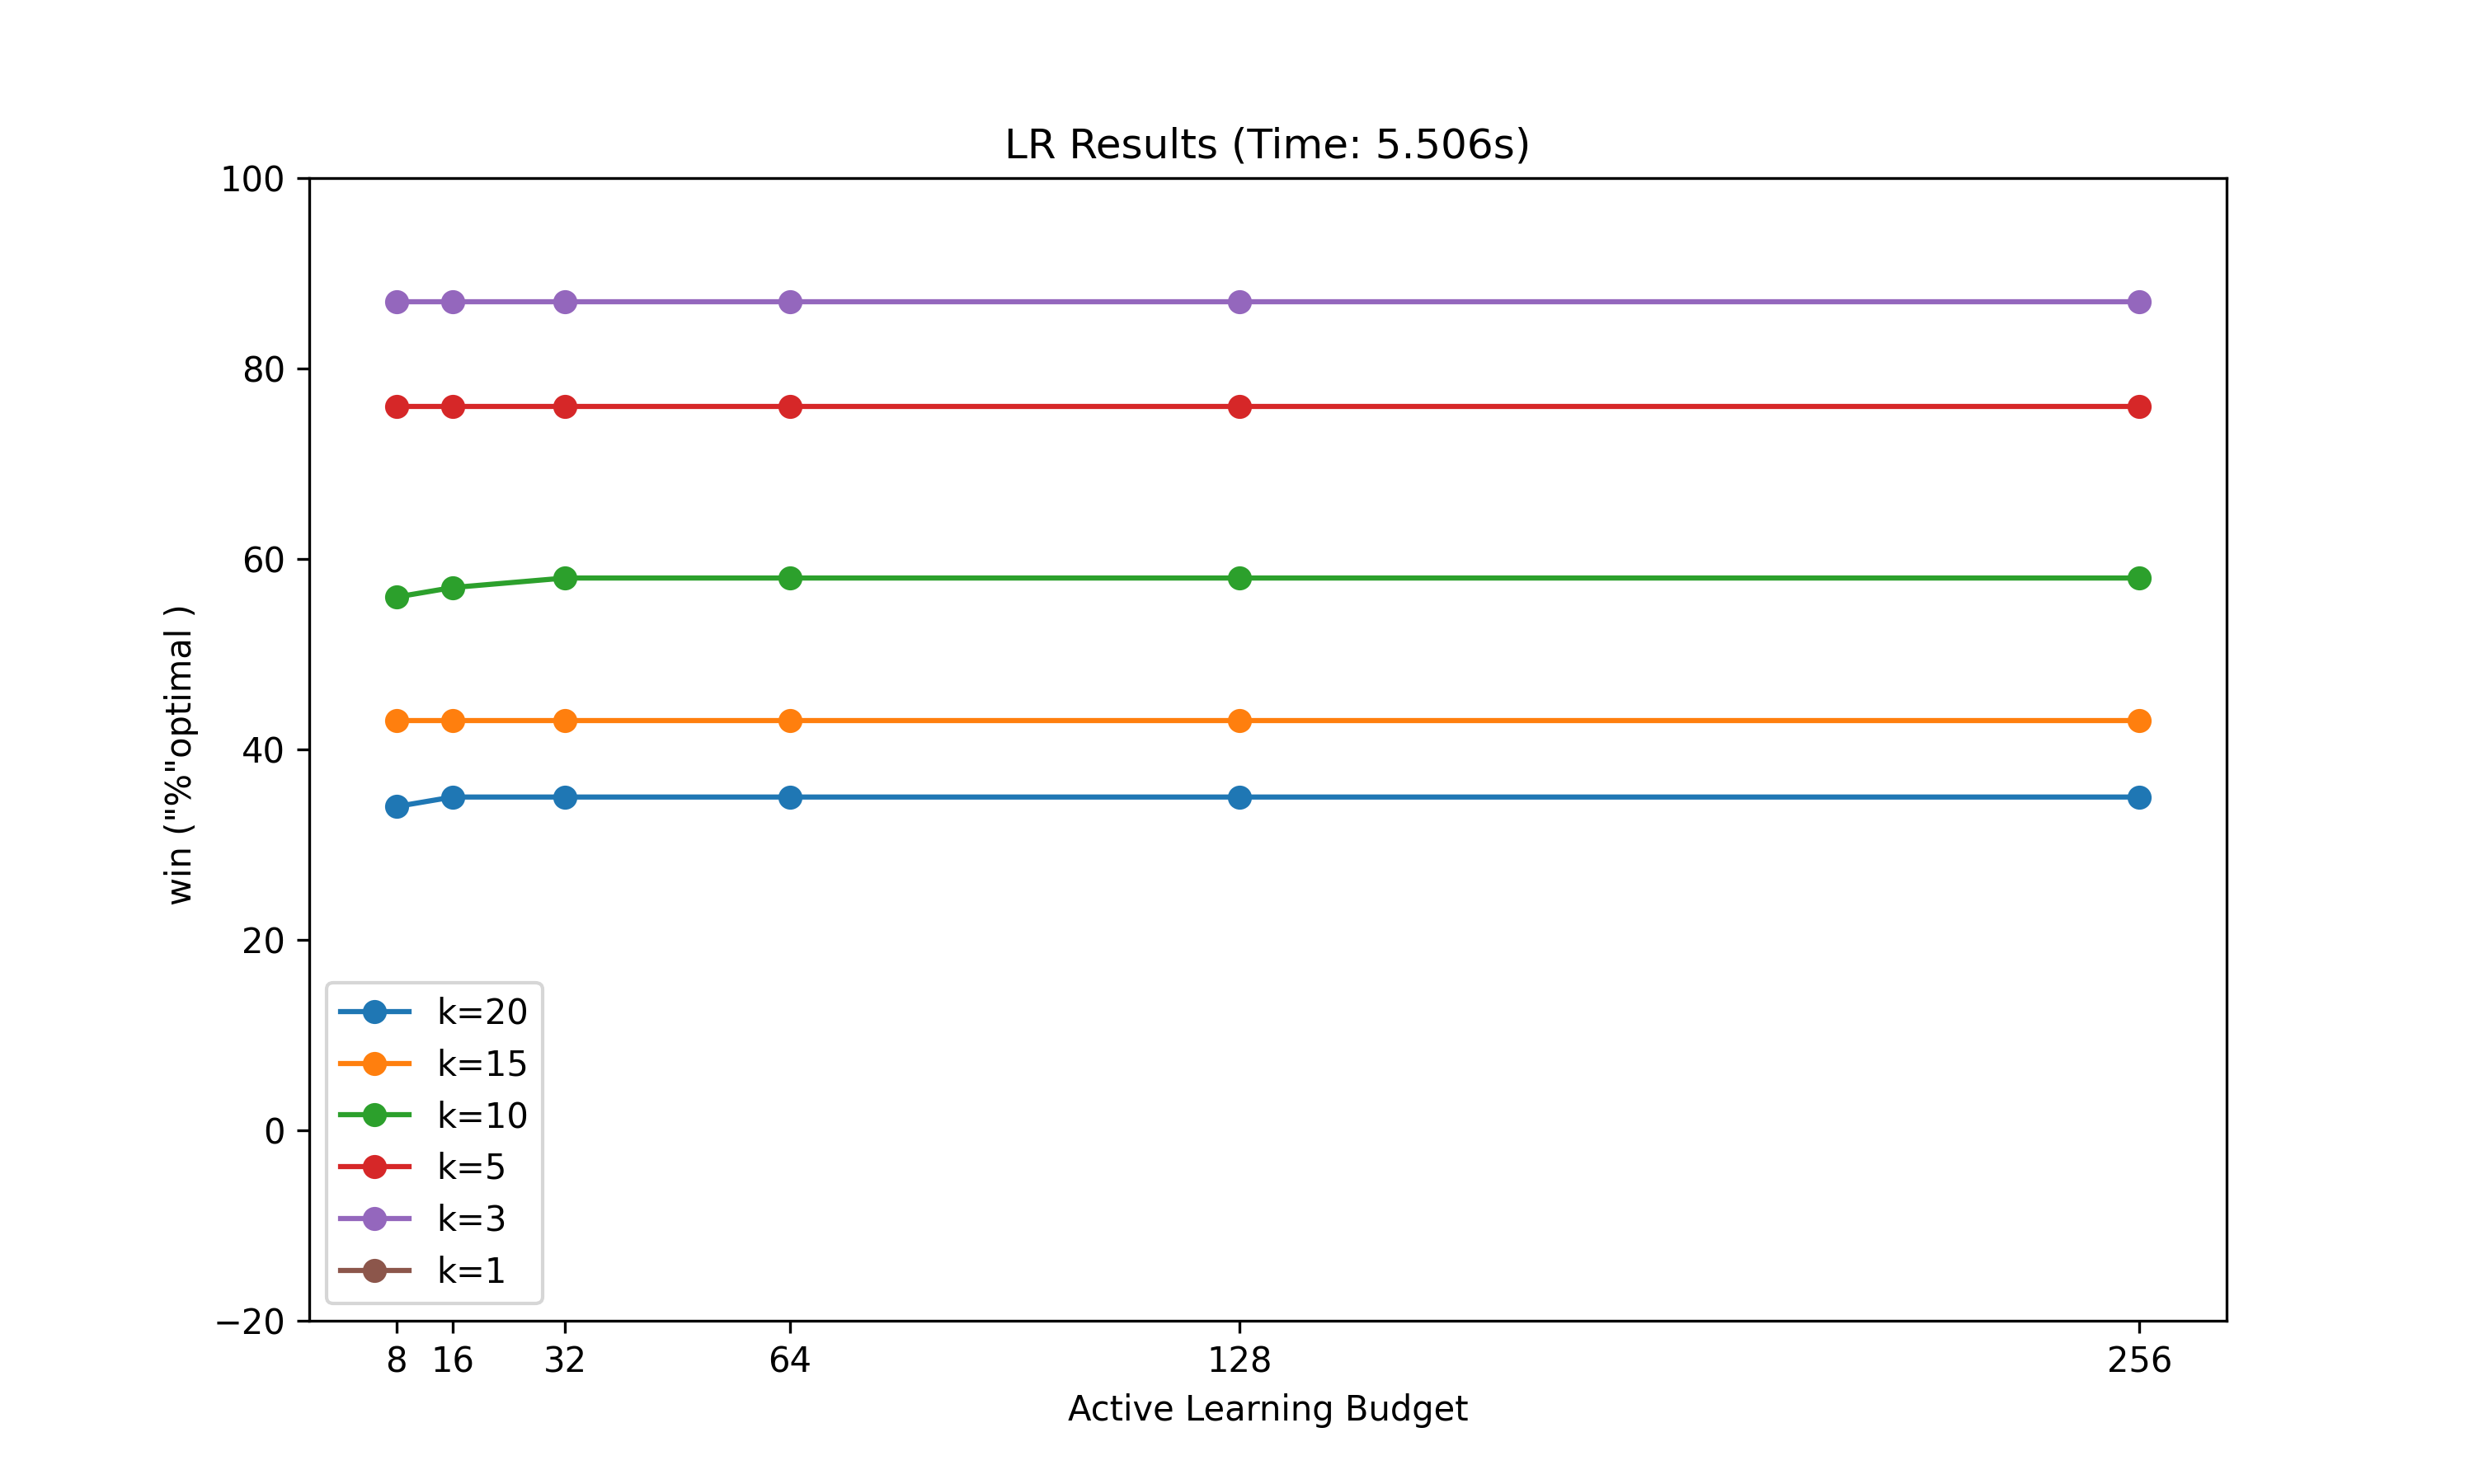 LR Results (Time: 5.506s)
100
80
60
40
20
0
−20
win ("%"optimal )
k=20
k=15
k=10
k=5
k=3
k=1
8 16 32 64 128 256
Active Learning Budget